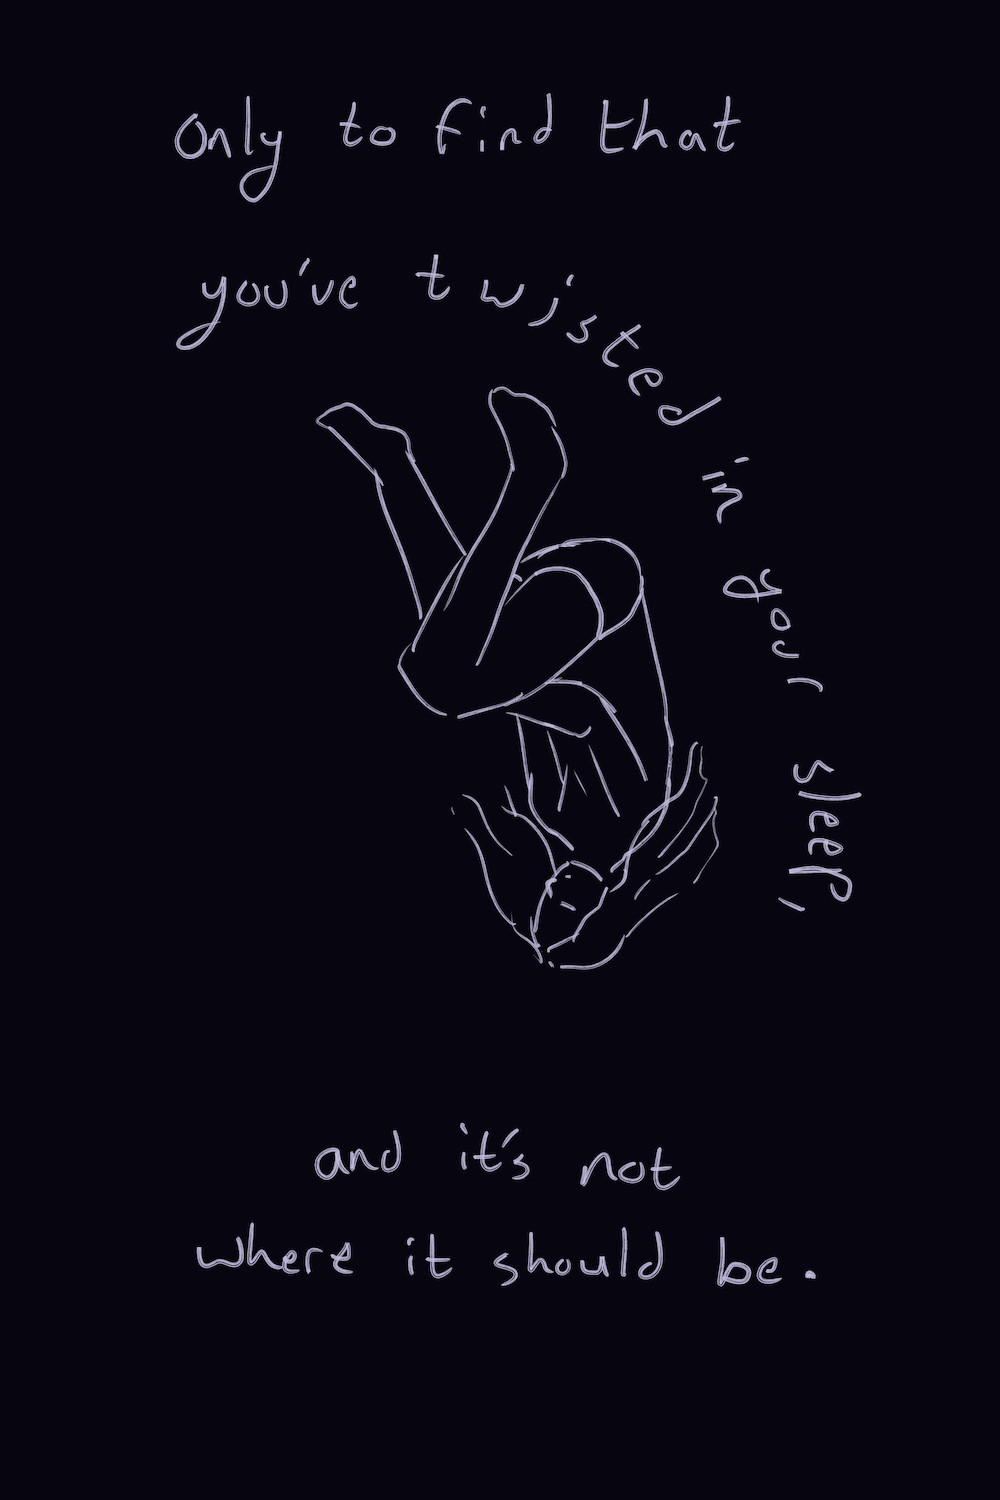 Only to find that
you've twisted in your sleep,
and it's not
where it should be.